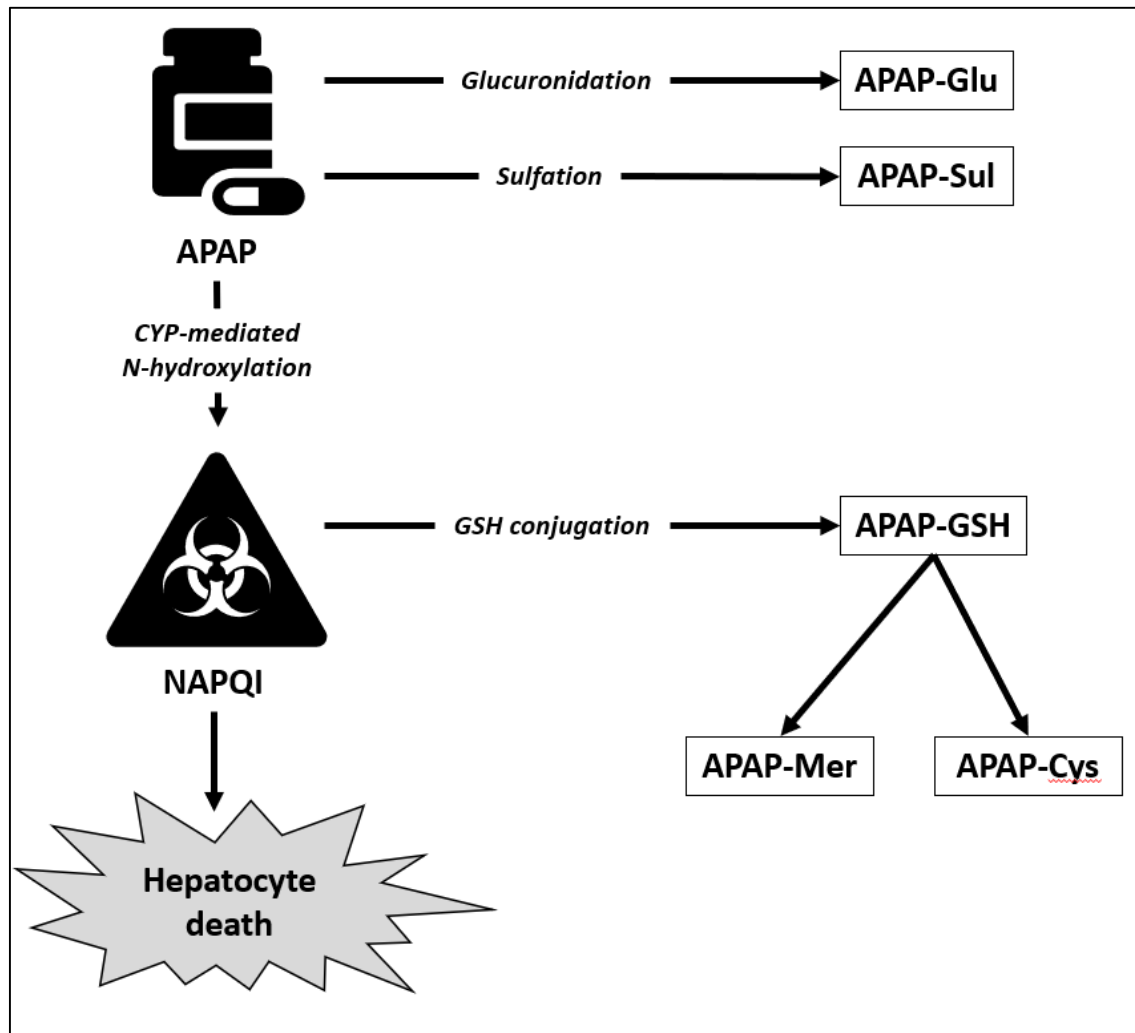 Glucuronidation
APAP-Glu
Sulfation
APAP-Sul
APAP
CYP-mediated
N-hydroxylation
GSH conjugation
APAP-GSH
NAPQI
APAP-Mer
APAP-Cys
Hepatocyte
death